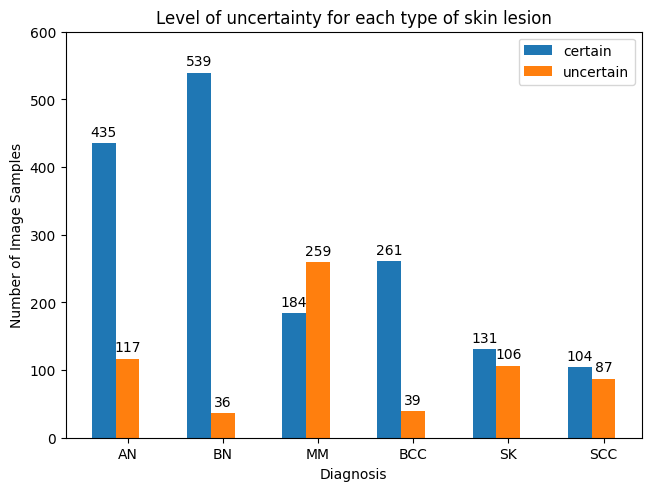 Level of uncertainty for each type of skin lesion
certain
uncertain
Number of Image Samples
600
500
400
300
200
100
0
435
117
539
36
184
259
261
39
131
106
104
87
AN
BN
MM
BCC
SK
SCC
Diagnosis